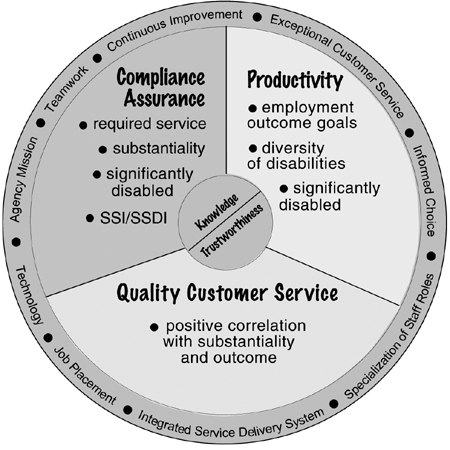 Continuous Improvement
Exceptional Customer Service
Informed Choice
Specialization of Staff Roles
Integrated Service Delivery System
Job Placement
Technology
Agency Mission
Teamwork
Compliance
Assurance
● required service
● substantiality
● significantly
disabled
● SSI/SSDI
Productivity
● employment
outcome goals
● diversity
of disabilities
● significantly
disabled
Knowledge
Trustworthiness
Quality Customer Service
● positive correlation
with substantiality
and outcome